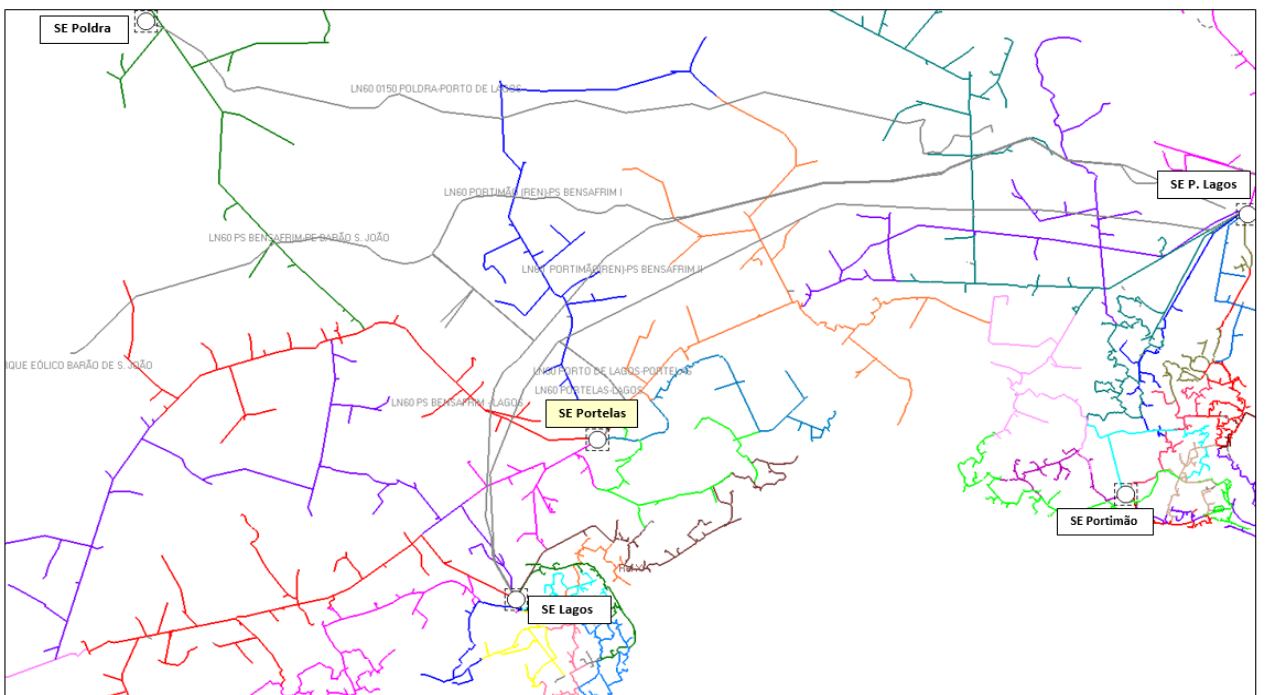 SE Poldra
LN60 0150 POLDRA-PORTO DE LAGOS
SE P. Lagos
LN60 PORTIMÃO (REN)-PS BENSAFRIM I
LN60 PS BENSAFRIM-PE BARÃO S. JOÃO
LN60 PORTIMÃO(REN)-PS BENSAFRIM II
IQUE EÓLICO BARÃO DE S. JOÃO
LN60 PORTO DE LAGOS-PORTELAS
LN60 PORTELAS-LAGOS
LN60 PS BENSAFRIM -LAGOS
SE Portelas
SE Portimão
SE Lagos